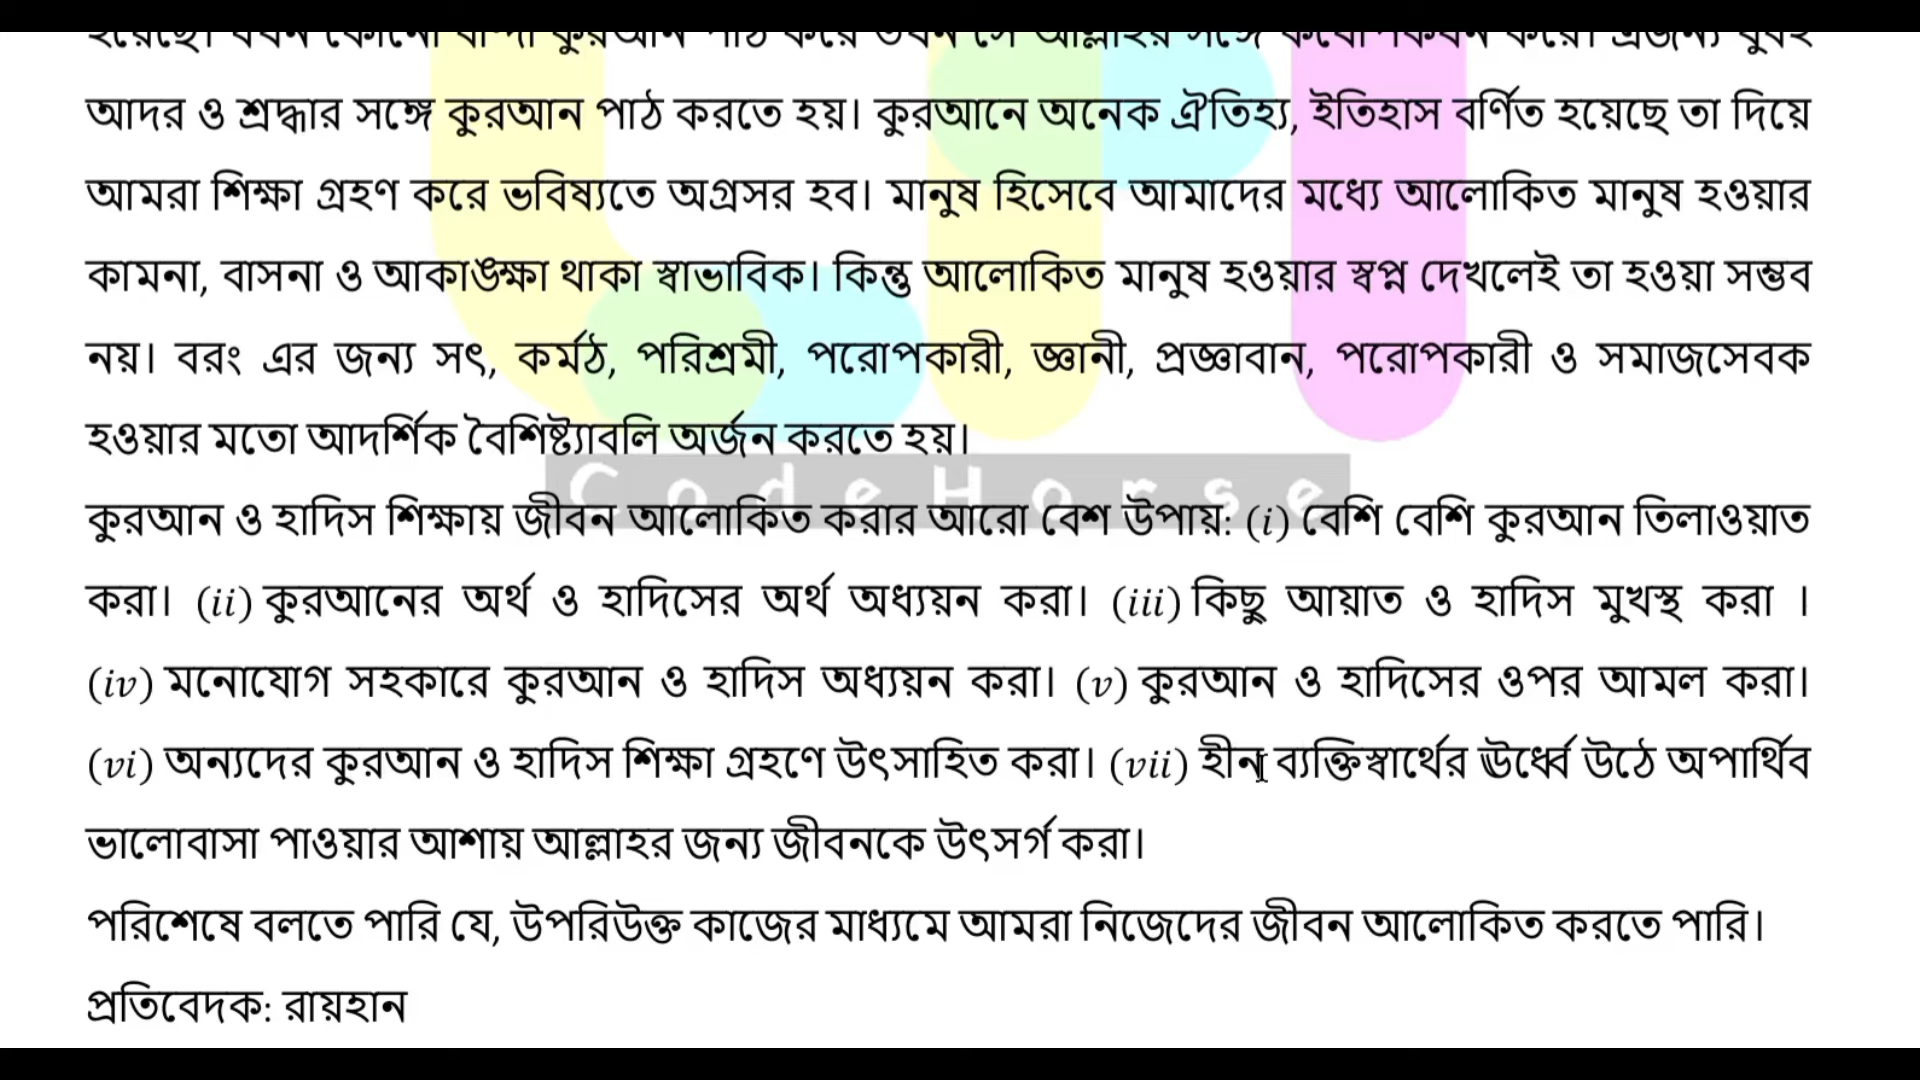 আদর ও শ্রদ্ধার সঙ্গে কুরআন পাঠ করতে হয়। কুরআনে অনেক ঐতিহ্য, ইতিহাস বর্ণিত হয়েছে তা দিয়ে
আমরা শিক্ষা গ্রহণ করে ভবিষ্যতে অগ্রসর হব। মানুষ হিসেবে আমাদের মধ্যে আলোকিত মানুষ হওয়ার
কামনা, বাসনা ও আকাঙ্ক্ষা থাকা স্বাভাবিক। কিন্তু আলোকিত মানুষ হওয়ার স্বপ্ন দেখলেই তা হওয়া সম্ভব
নয়। বরং এর জন্য সৎ, কর্মঠ, পরিশ্রমী, পরোপকারী, জ্ঞানী, প্রজ্ঞাবান, পরোপকারী ও সমাজসেবক
হওয়ার মতো আদর্শিক বৈশিষ্ট্যাবলি অর্জন করতে হয়।
CodeHorse
কুরআন ও হাদিস শিক্ষায় জীবন আলোকিত করার আরো বেশ উপায়: (i) বেশি বেশি কুরআন তিলাওয়াত
করা। (ii) কুরআনের অর্থ ও হাদিসের অর্থ অধ্যয়ন করা। (iii) কিছু আয়াত ও হাদিস মুখস্থ করা ।
(iv) মনোযোগ সহকারে কুরআন ও হাদিস অধ্যয়ন করা। (v) কুরআন ও হাদিসের ওপর আমল করা।
(vi) অন্যদের কুরআন ও হাদিস শিক্ষা গ্রহণে উৎসাহিত করা। (vii) হীন ব্যক্তিস্বার্থের ঊর্ধ্বে উঠে অপার্থিব
ভালোবাসা পাওয়ার আশায় আল্লাহর জন্য জীবনকে উৎসর্গ করা।
পরিশেষে বলতে পারি যে, উপরিউক্ত কাজের মাধ্যমে আমরা নিজেদের জীবন আলোকিত করতে পারি।
প্রতিবেদক: রায়হান